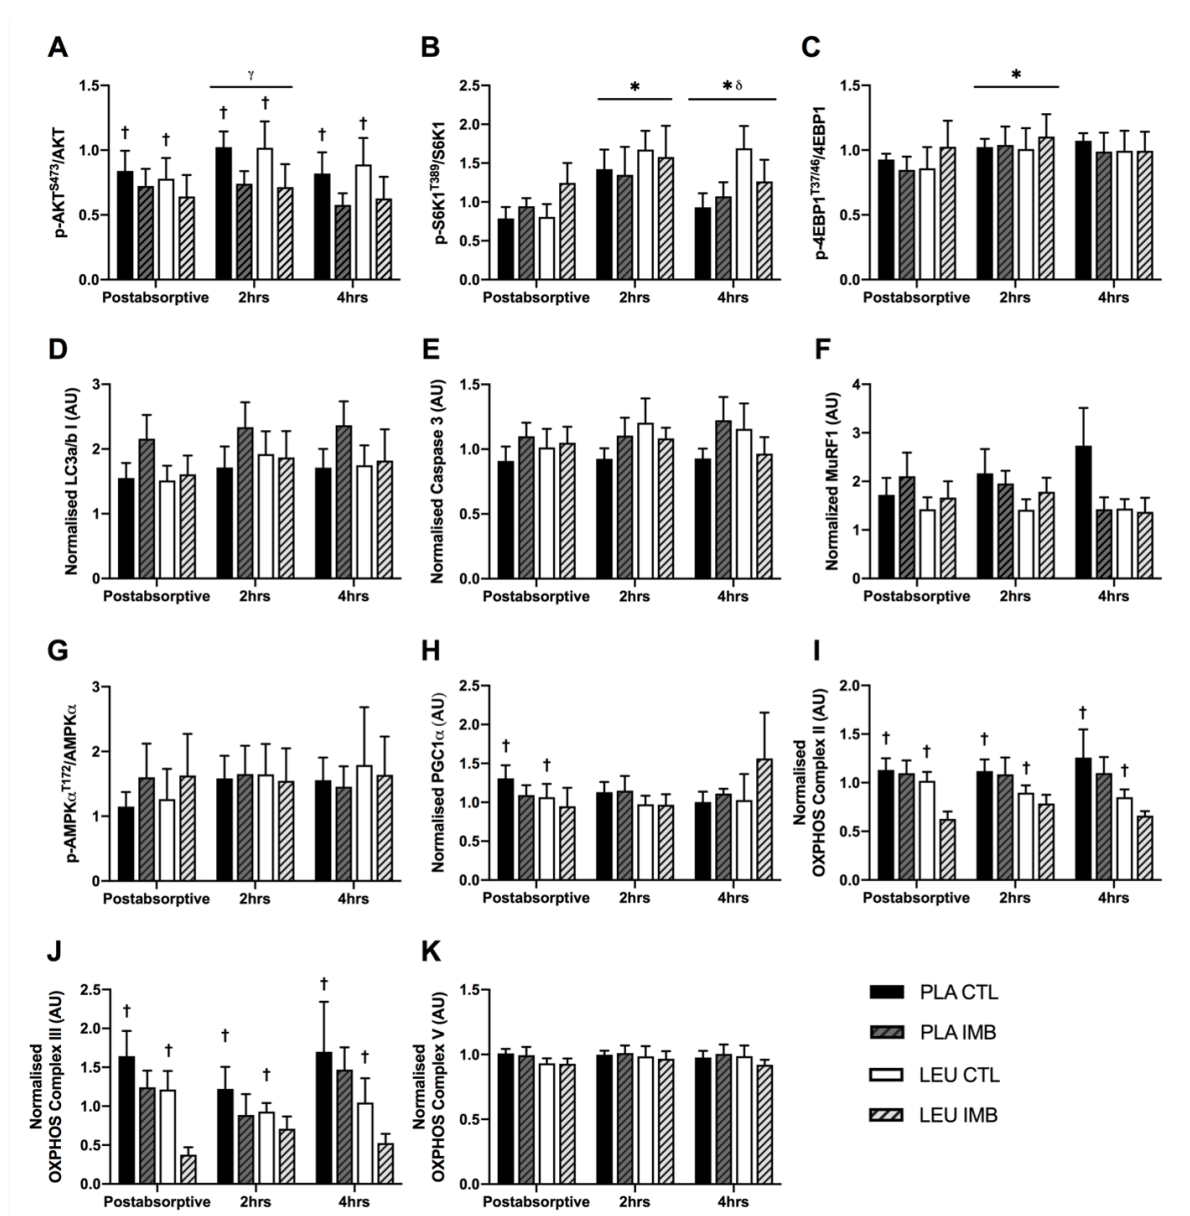 A
B
C
γ
*
* δ
*
† † † † † †
p-AKTS473/AKT
1.5
1.0
0.5
0.0
Postabsorptive 2hrs 4hrs
p-S6K1T389/S6K1
2.5
2.0
1.5
1.0
0.5
0.0
Postabsorptive 2hrs 4hrs
p-4EBP1T37/46/4EBP1
1.5
1.0
0.5
0.0
Postabsorptive 2hrs 4hrs
D
E
F
Normalised LC3a/b I (AU)
3
2
1
0
Postabsorptive 2hrs 4hrs
Normalised Caspase 3 (AU)
1.5
1.0
0.5
0.0
Postabsorptive 2hrs 4hrs
Normalized MuRF1 (AU)
4
3
2
1
0
Postabsorptive 2hrs 4hrs
G
H
I
p-AMPKαT72/AMPKα
3
2
1
0
Postabsorptive 2hrs 4hrs
Normalised PGC1α (AU)
2.5
2.0
1.5
1.0
0.5
0.0
† †
Postabsorptive 2hrs 4hrs
Normalised
OXPHOS Complex II (AU)
2.0
1.5
1.0
0.5
0.0
† † † † † †
Postabsorptive 2hrs 4hrs
J
K
Normalised
OXPHOS Complex III (AU)
2.5
2.0
1.5
1.0
0.5
0.0
† † † † † †
Postabsorptive 2hrs 4hrs
Normalised
OXPHOS Complex V (AU)
1.5
1.0
0.5
0.0
Postabsorptive 2hrs 4hrs
PLA CTL
PLA IMB
LEU CTL
LEU IMB